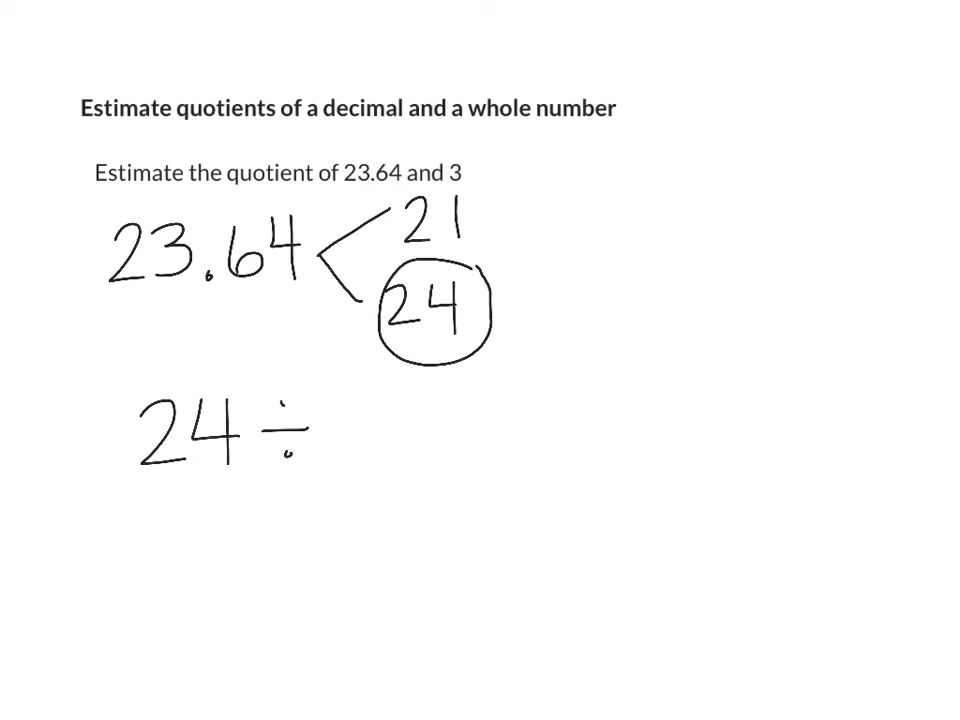 Estimate quotients of a decimal and a whole number
Estimate the quotient of 23.64 and 3
23.64 < 21
24
24 ÷